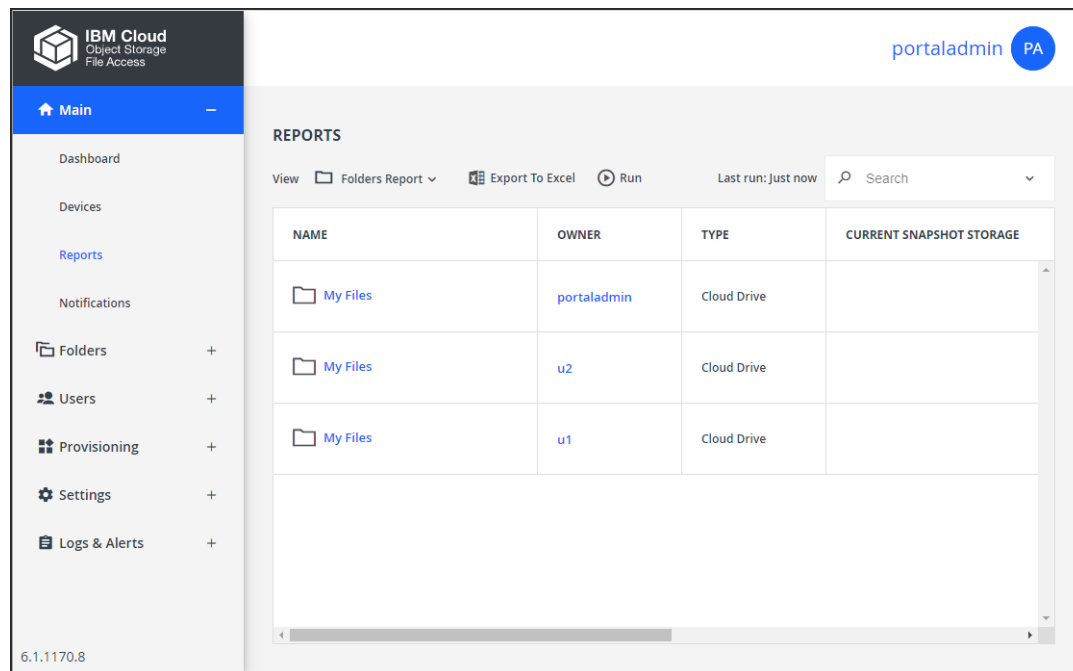 IBM Cloud
Object Storage
File Access
portaladmin PA
Main
Dashboard
Devices
Reports
Notifications
Folders
Users
Provisioning
Settings
Logs & Alerts
6.1.1170.8
REPORTS
View Folders Report Export To Excel Run Last run: Just now Search
NAME OWNER TYPE CURRENT SNAPSHOT STORAGE
My Files portaladmin Cloud Drive
My Files u2 Cloud Drive
My Files u1 Cloud Drive